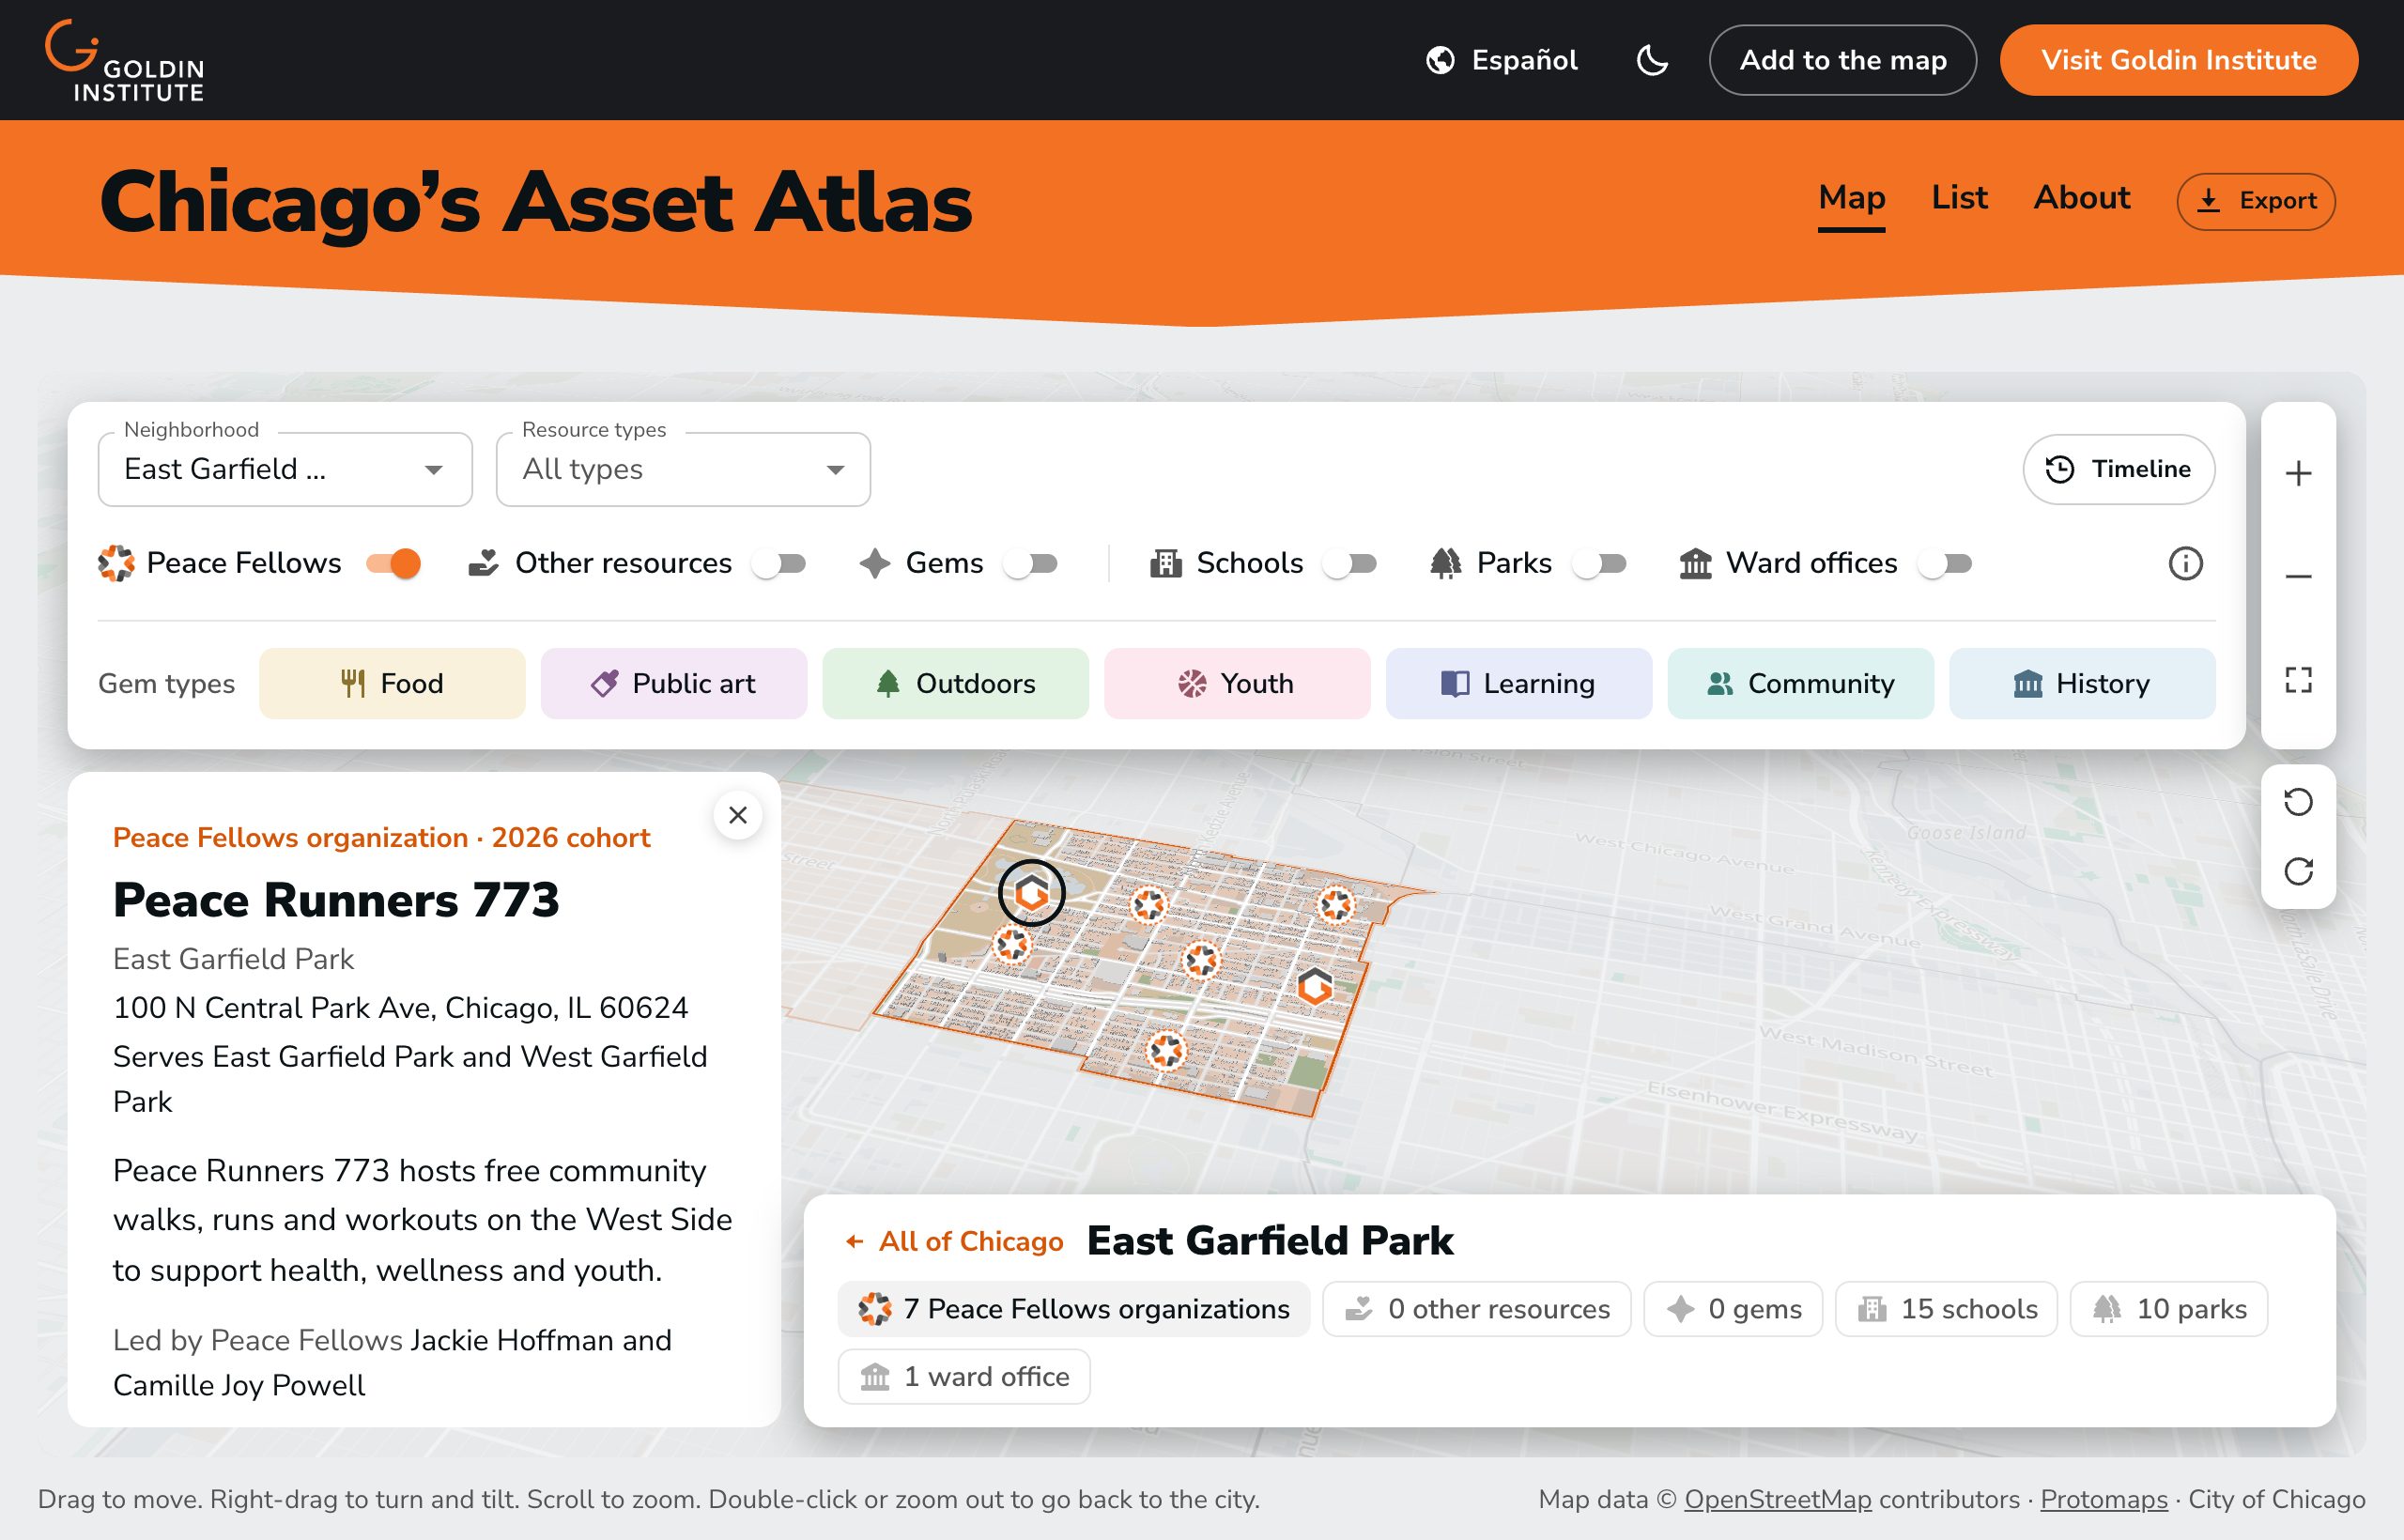 GOLDIN
INSTITUTE
Español
Add to the map
Visit Goldin Institute
Chicago’s Asset Atlas
Map
List
About
Export
Neighborhood
East Garfield ...
Resource types
All types
Timeline
Peace Fellows
Other resources
Gems
Schools
Parks
Ward offices
Gem types
Food
Public art
Outdoors
Youth
Learning
Community
History
Peace Fellows organization · 2026 cohort
Peace Runners 773
East Garfield Park
100 N Central Park Ave, Chicago, IL 60624
Serves East Garfield Park and West Garfield
Park
Peace Runners 773 hosts free community
walks, runs and workouts on the West Side
to support health, wellness and youth.
Led by Peace Fellows Jackie Hoffman and
Camille Joy Powell
Goose Island
West Chicago Avenue
West Grand Avenue
Kennedy Expressway
West Madison Street
Eisenhower Expressway
All of Chicago
East Garfield Park
7 Peace Fellows organizations
0 other resources
0 gems
15 schools
10 parks
1 ward office
Drag to move. Right-drag to turn and tilt. Scroll to zoom. Double-click or zoom out to go back to the city.
Map data © OpenStreetMap contributors · Protomaps · City of Chicago